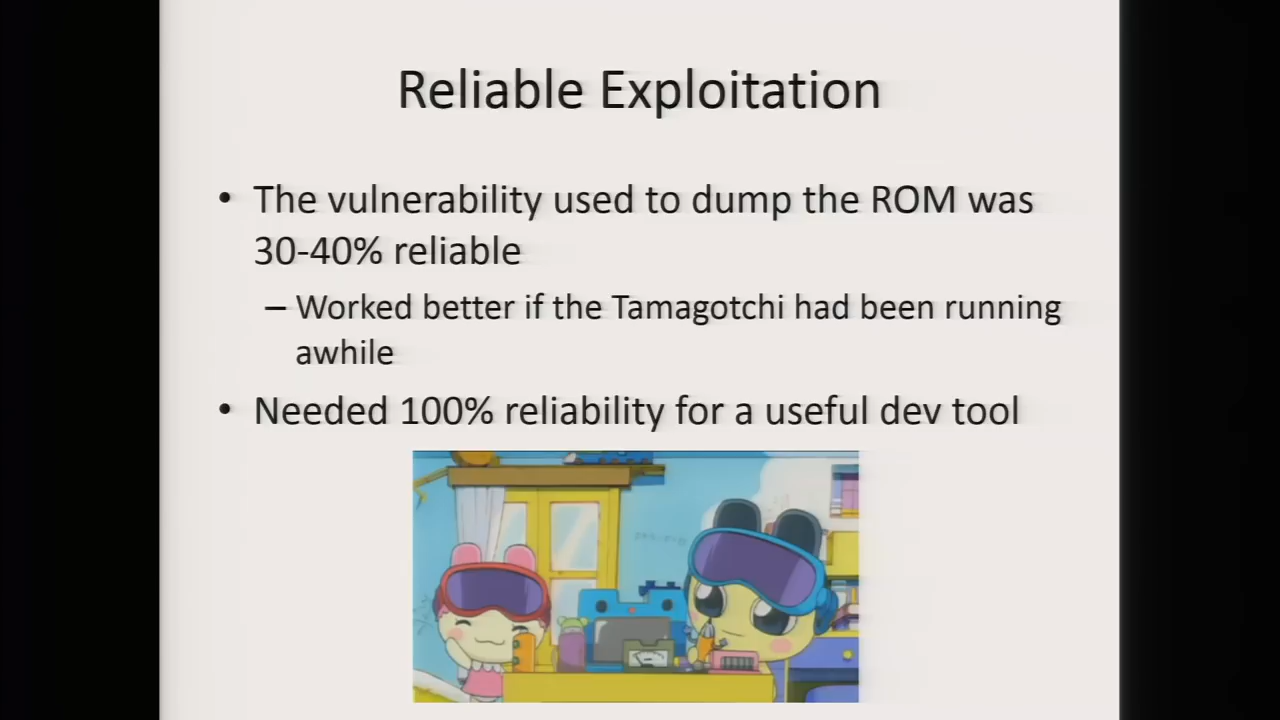 Reliable Exploitation
• The vulnerability used to dump the ROM was
30-40% reliable
– Worked better if the Tamagotchi had been running
awhile
• Needed 100% reliability for a useful dev tool